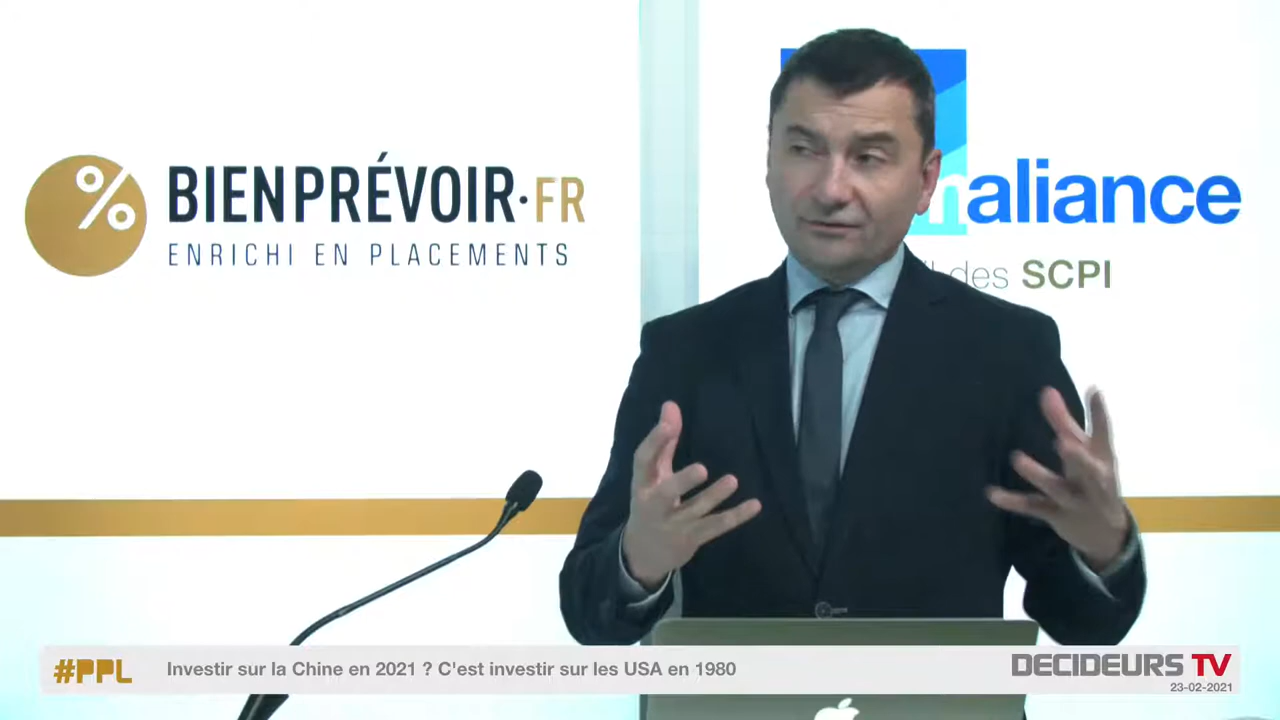 BIENPRÉVOIR.FR
ENRICHI EN PLACEMENTS
aliance
des SCPI
#PPL
Investir sur la Chine en 2021 ? C'est investir sur les USA en 1980
DECIDEURS TV
23-02-2021